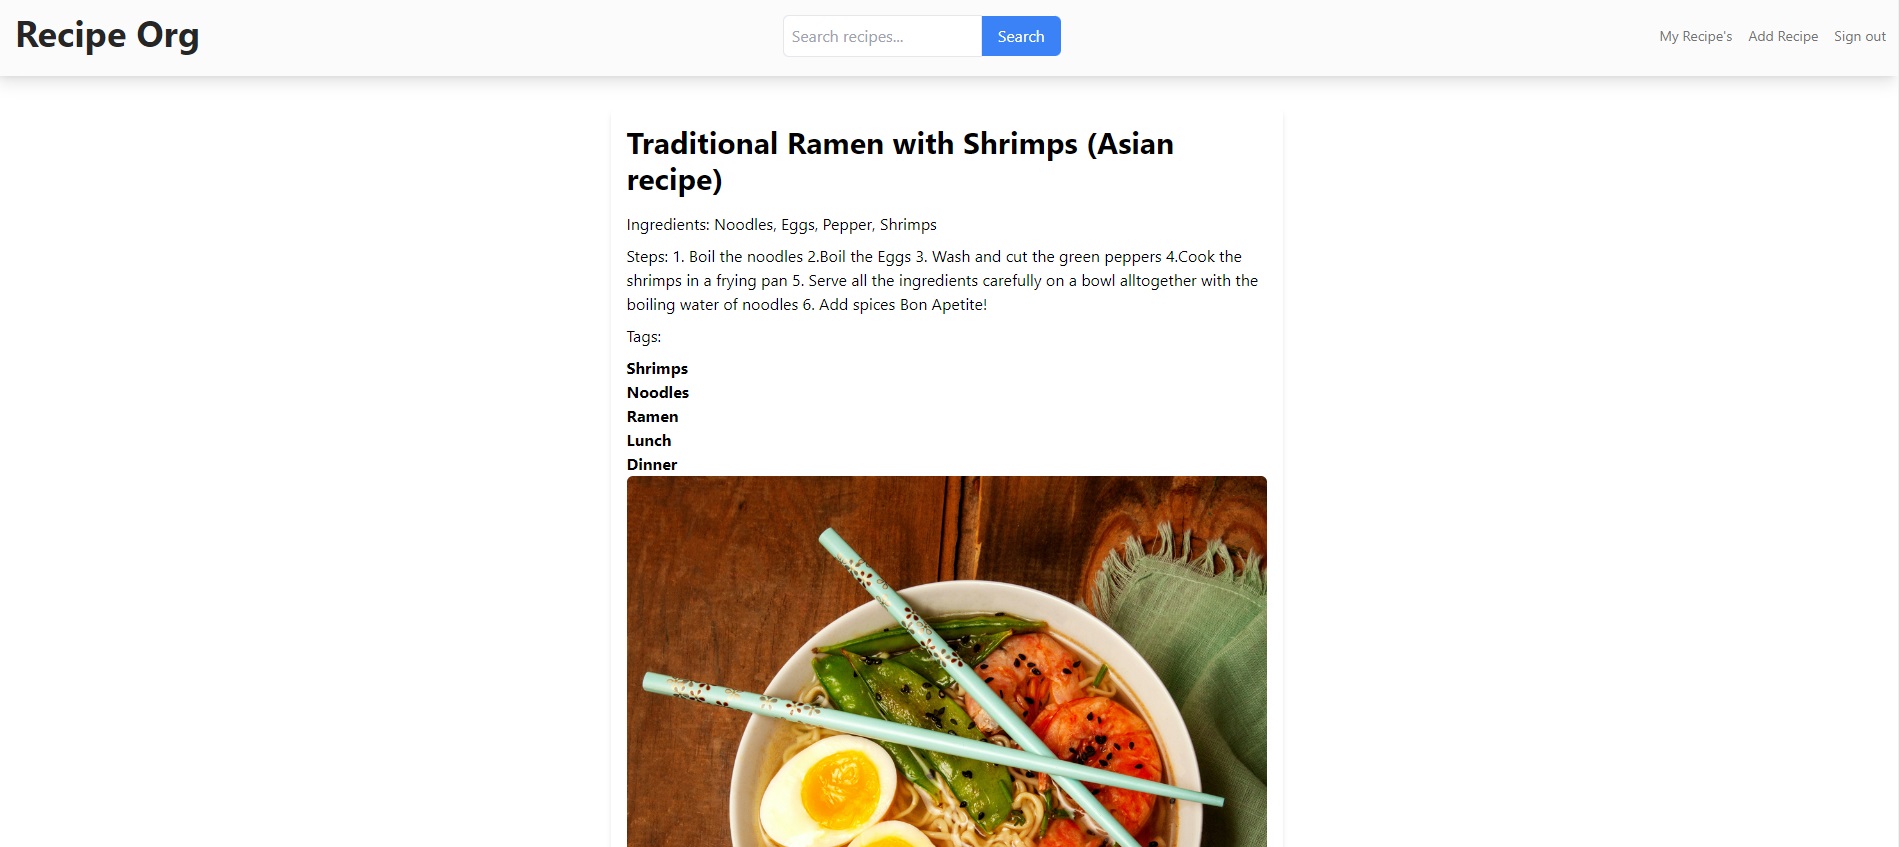 Recipe Org
Search recipes...
Search
My Recipe's
Add Recipe
Sign out
Traditional Ramen with Shrimps (Asian
recipe)
Ingredients: Noodles, Eggs, Pepper, Shrimps
Steps: 1. Boil the noodles 2.Boil the Eggs 3. Wash and cut the green peppers 4.Cook the
shrimps in a frying pan 5. Serve all the ingredients carefully on a bowl alltogether with the
boiling water of noodles 6. Add spices Bon Apetite!
Tags:
Shrimps
Noodles
Ramen
Lunch
Dinner